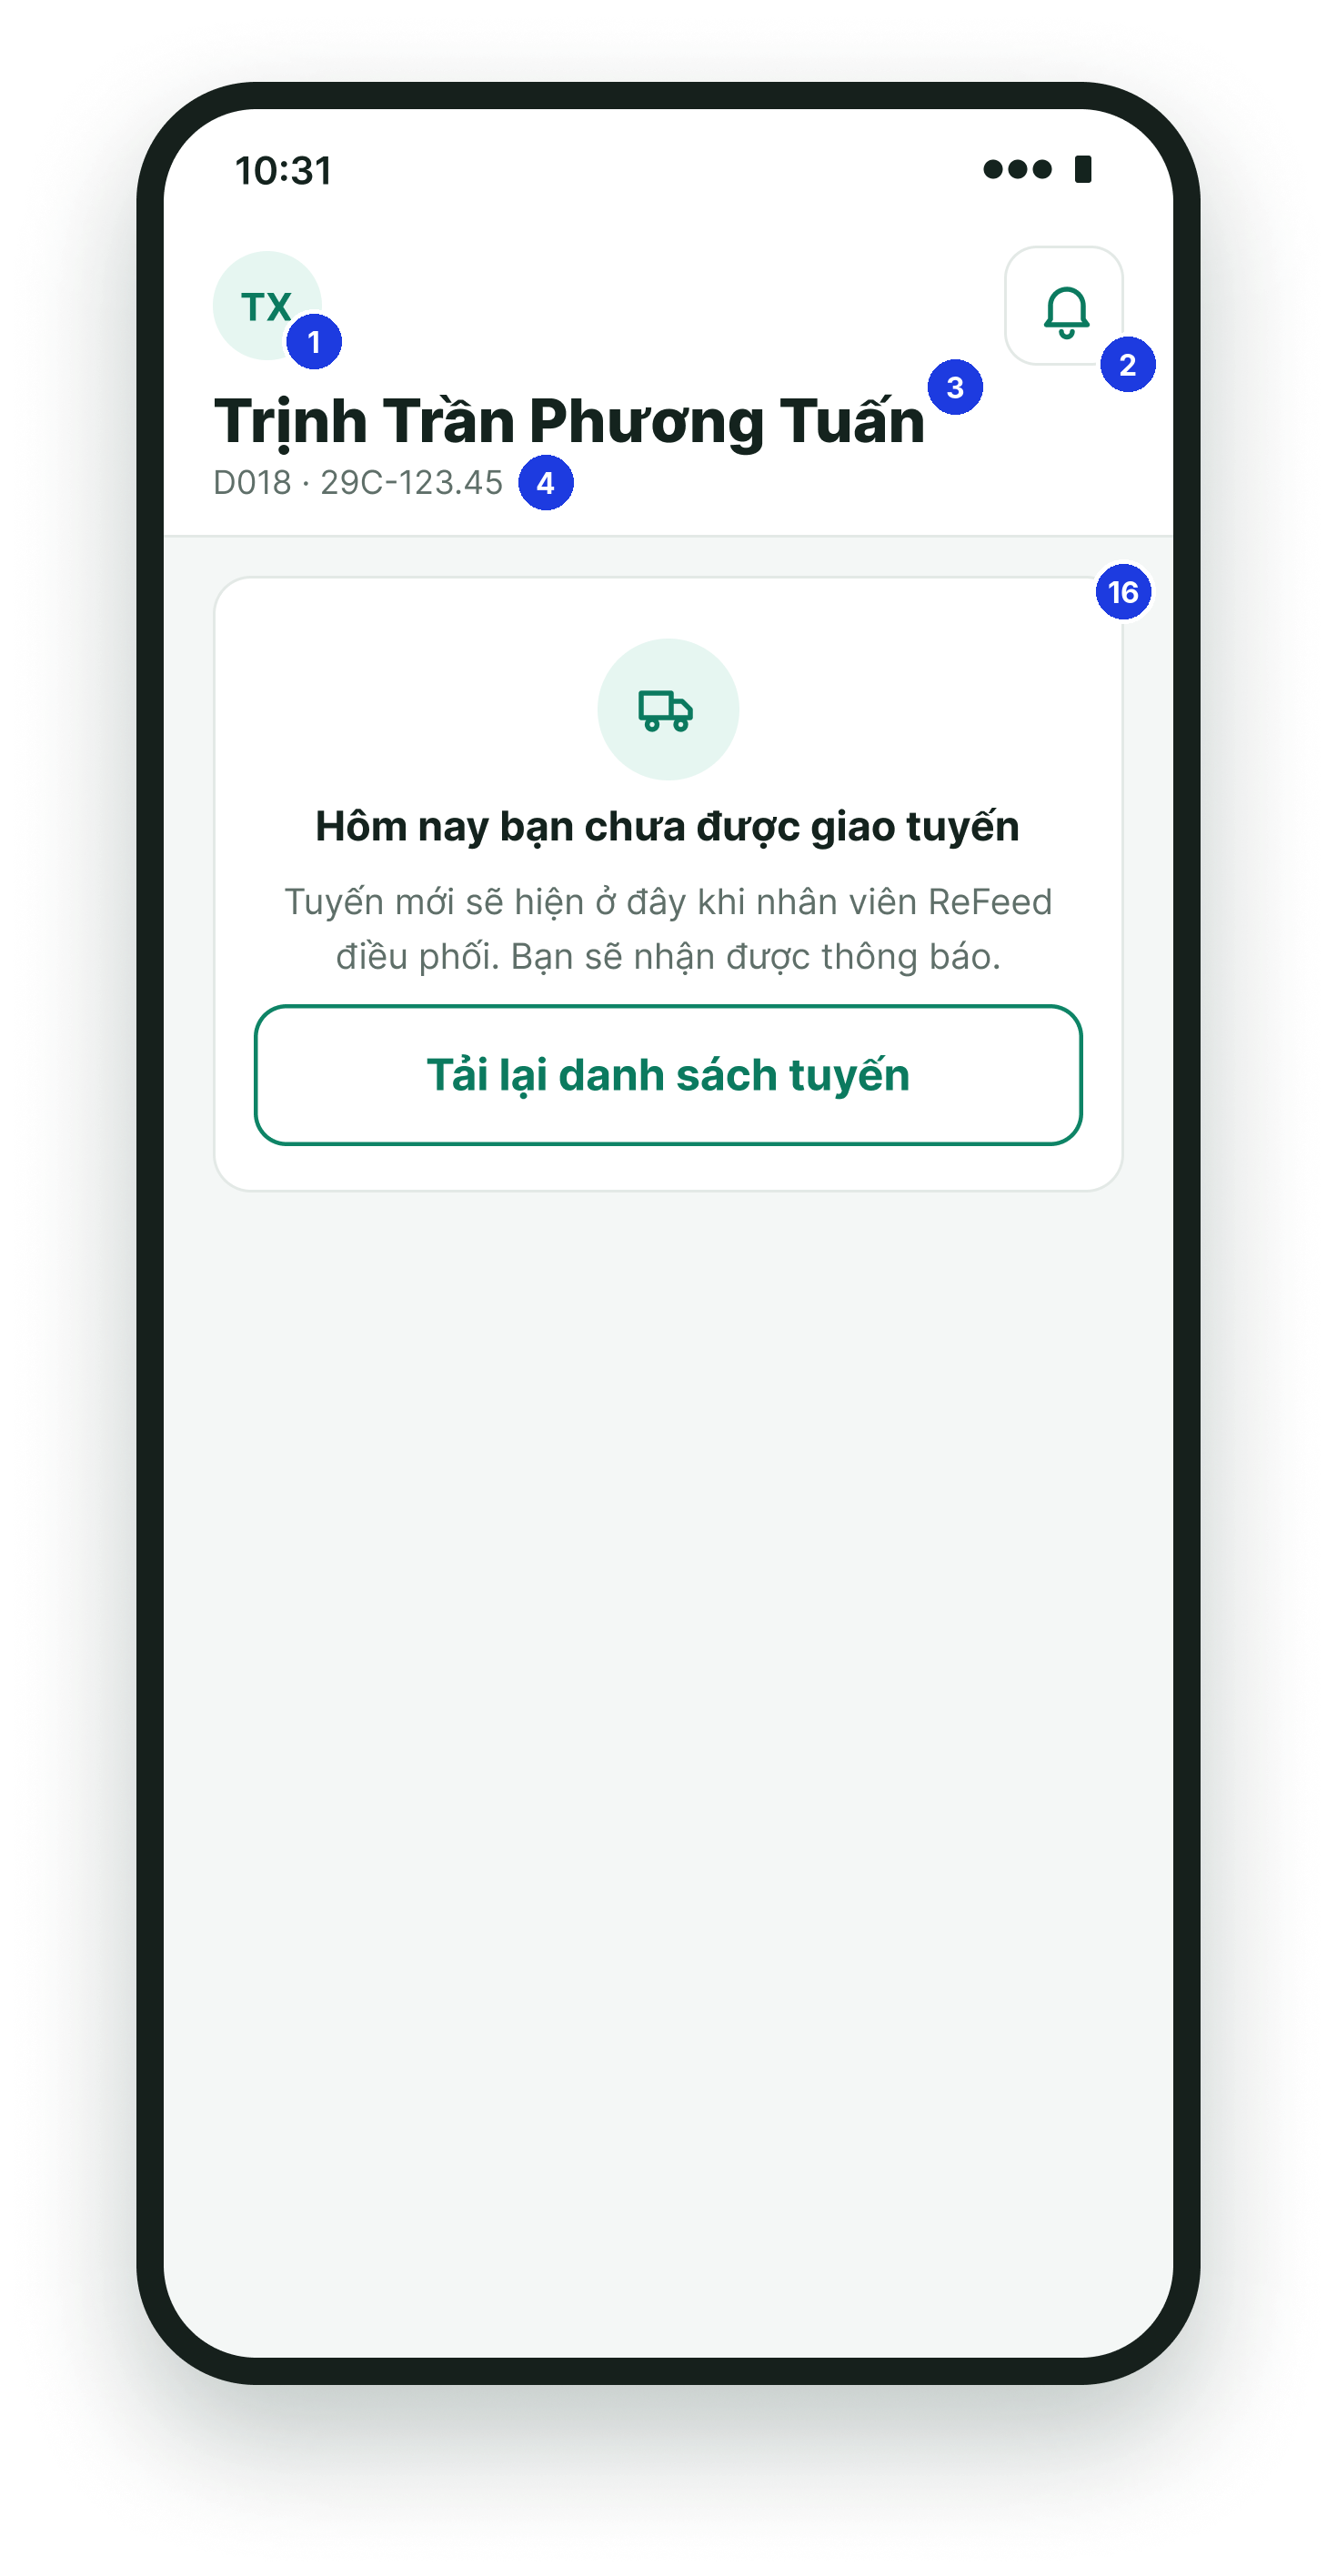 10:31
TX
1
2
3
Trịnh Trần Phương Tuấn
D018 · 29C-123.45
4
16
Hôm nay bạn chưa được giao tuyến
Tuyến mới sẽ hiện ở đây khi nhân viên ReFeed
điều phối. Bạn sẽ nhận được thông báo.
Tải lại danh sách tuyến